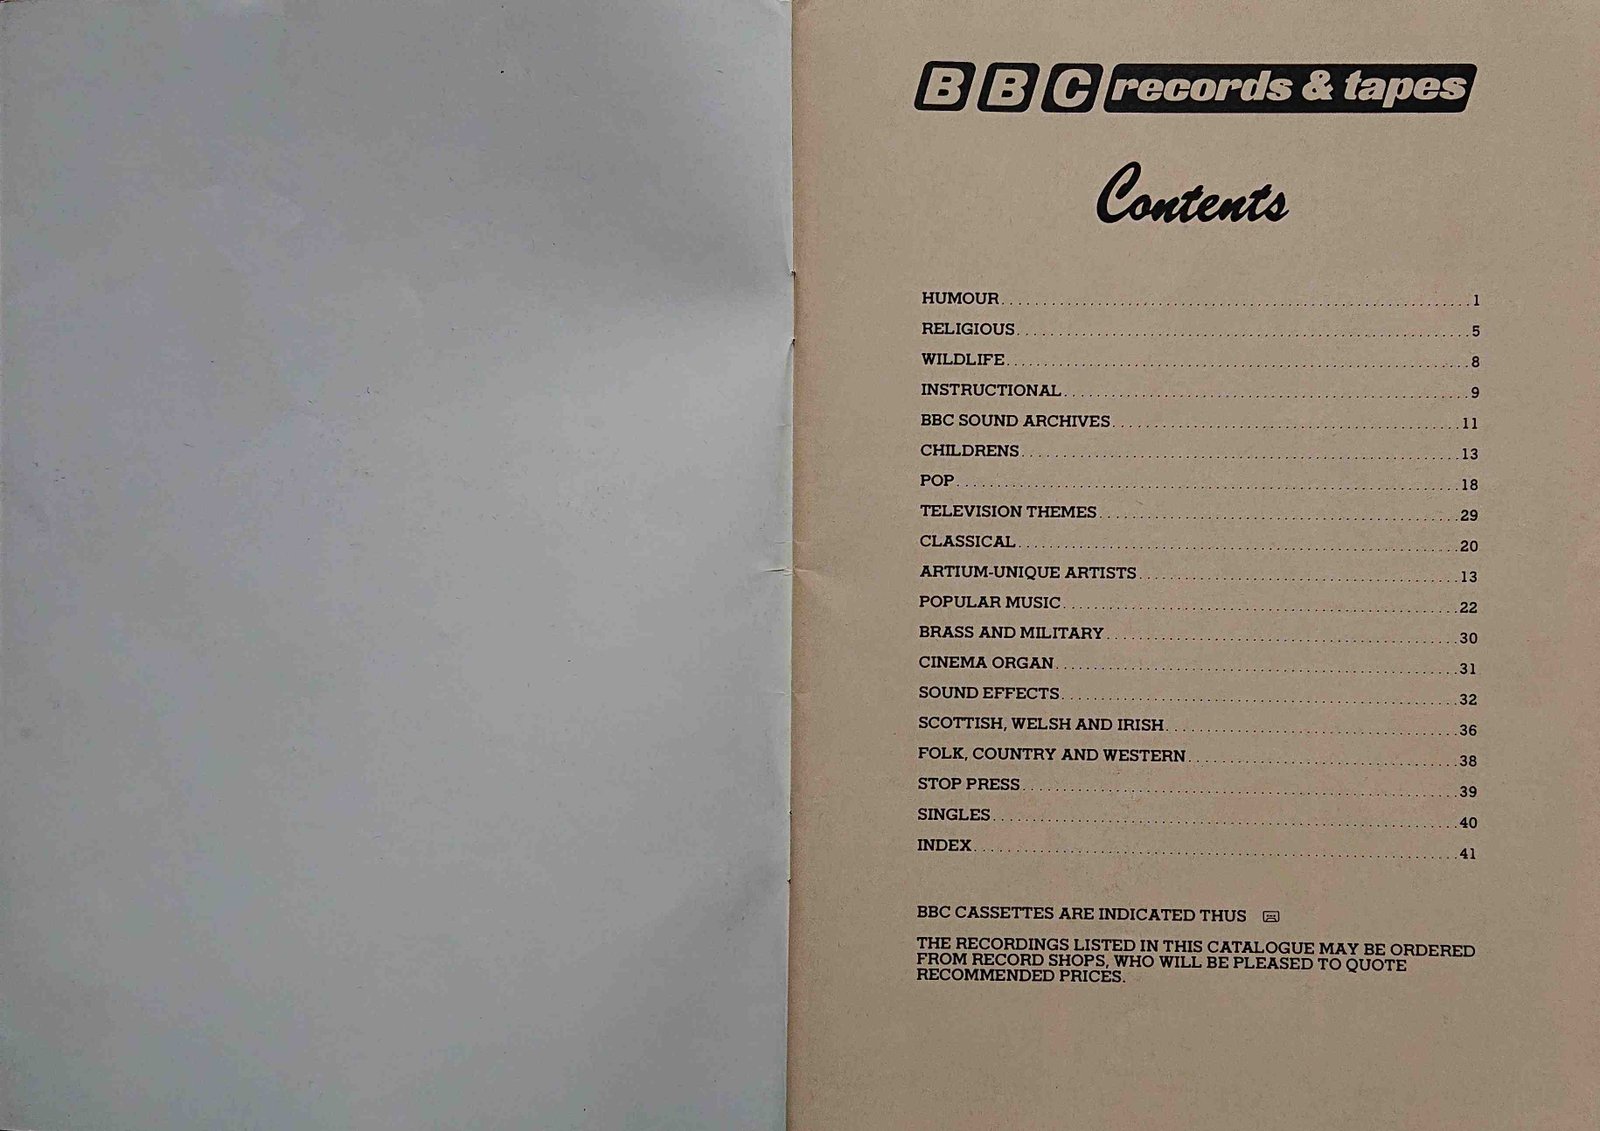 BBC records & tapes
Contents
HUMOUR 1
RELIGIOUS 5
WILDLIFE 8
INSTRUCTIONAL 9
BBC SOUND ARCHIVES 11
CHILDRENS 13
POP 18
TELEVISION THEMES 29
CLASSICAL 20
ARTIUM-UNIQUE ARTISTS 13
POPULAR MUSIC 22
BRASS AND MILITARY 30
CINEMA ORGAN 31
SOUND EFFECTS 32
SCOTTISH, WELSH AND IRISH 36
FOLK, COUNTRY AND WESTERN 38
STOP PRESS 39
SINGLES 40
INDEX 41
BBC CASSETTES ARE INDICATED THUS
THE RECORDINGS LISTED IN THIS CATALOGUE MAY BE ORDERED
FROM RECORD SHOPS, WHO WILL BE PLEASED TO QUOTE
RECOMMENDED PRICES.